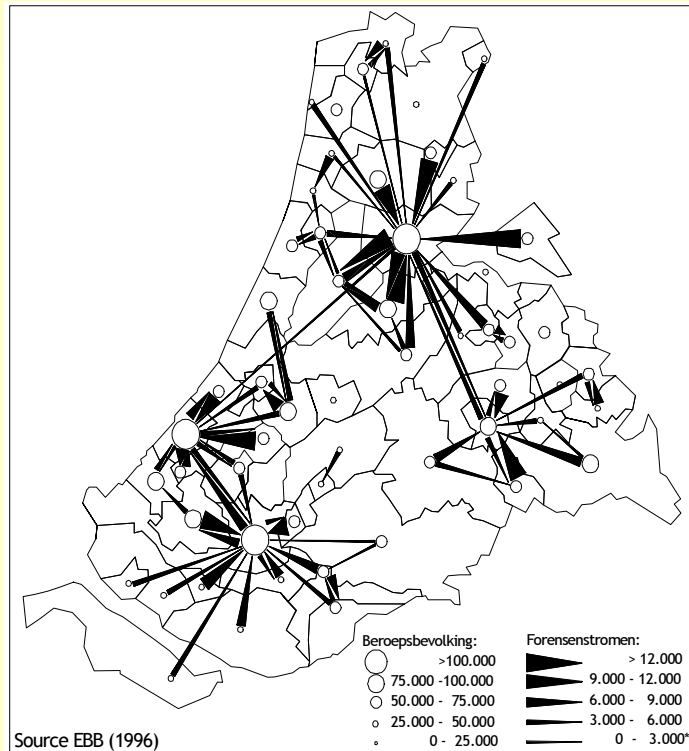 Beroepsbevolking:
>100.000
75.000 -100.000
50.000 - 75.000
25.000 - 50.000
0 - 25.000
Forensenstromen:
> 12.000
9.000 - 12.000
6.000 - 9.000
3.000 - 6.000
0 - 3.000*
Source EBB (1996)